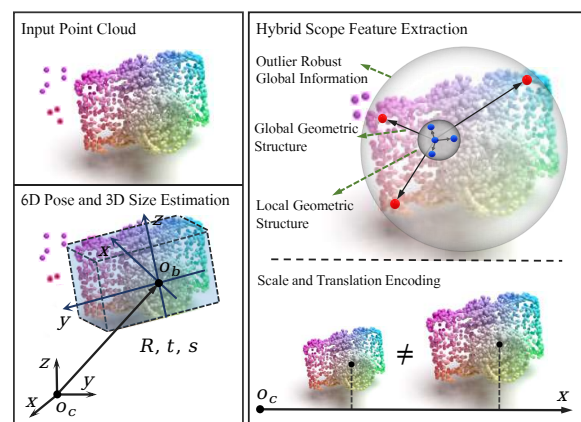 Input Point Cloud
6D Pose and 3D Size Estimation
z
x
o_b
y
R, t, s
z
y
x
o_c
Hybrid Scope Feature Extraction
Outlier Robust
Global Information
Global Geometric
Structure
Local Geometric
Structure
Scale and Translation Encoding
≠
o_c
x